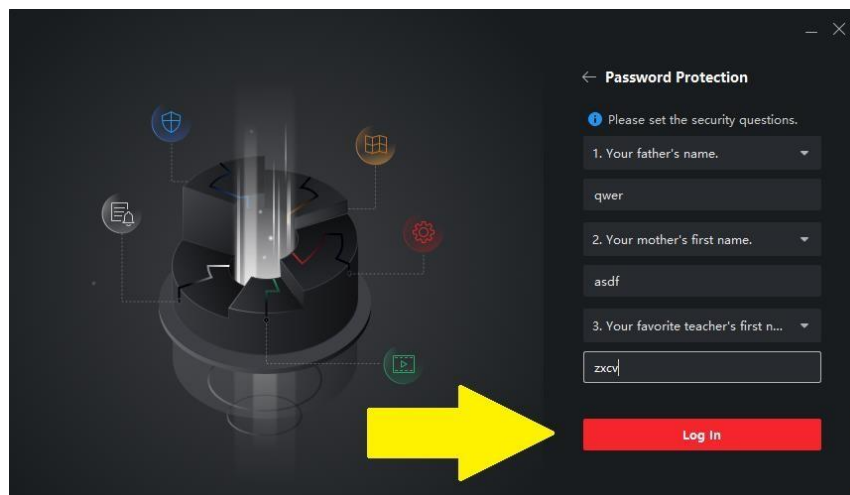 Password Protection
Please set the security questions.
1. Your father's name.
qwer
2. Your mother's first name.
asdf
3. Your favorite teacher's first n...
zxcv
Log In